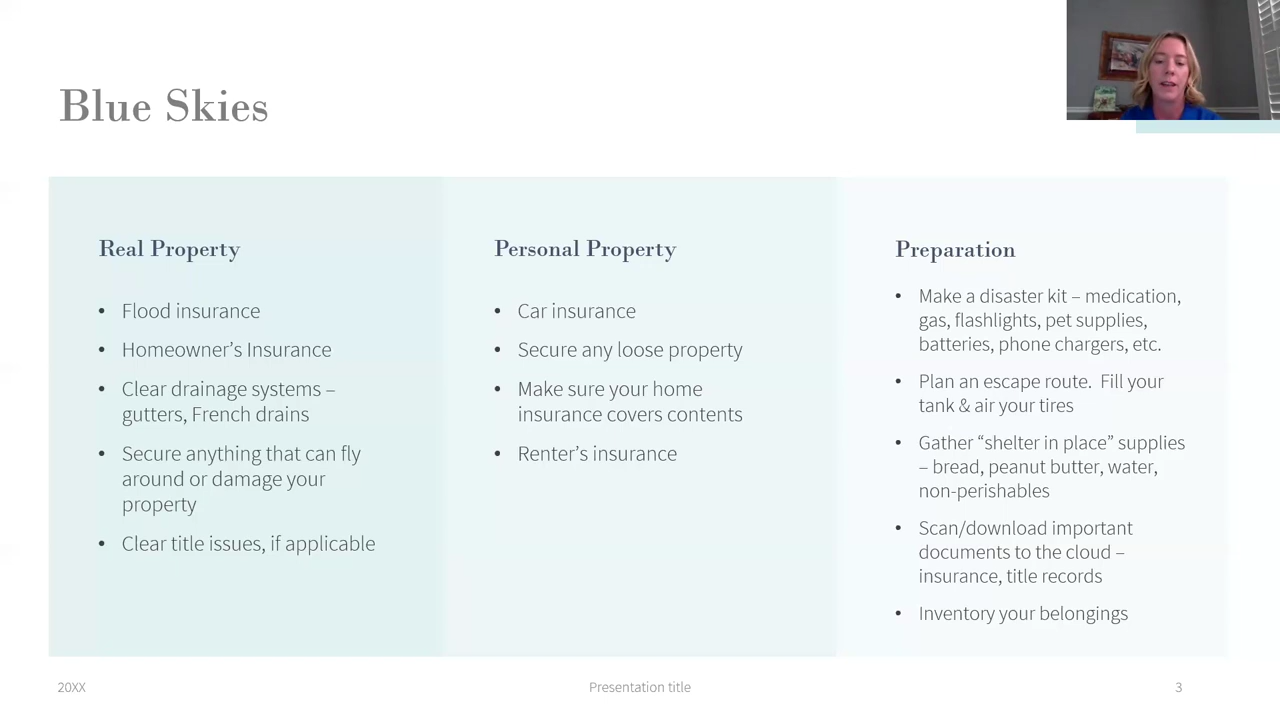 Blue Skies
Real Property
• Flood insurance
• Homeowner’s Insurance
• Clear drainage systems –
gutters, French drains
• Secure anything that can fly
around or damage your
property
• Clear title issues, if applicable
Personal Property
• Car insurance
• Secure any loose property
• Make sure your home
insurance covers contents
• Renter’s insurance
Preparation
• Make a disaster kit – medication,
gas, flashlights, pet supplies,
batteries, phone chargers, etc.
• Plan an escape route.  Fill your
tank & air your tires
• Gather “shelter in place” supplies
– bread, peanut butter, water,
non-perishables
• Scan/download important
documents to the cloud –
insurance, title records
• Inventory your belongings
20XX
Presentation title
3